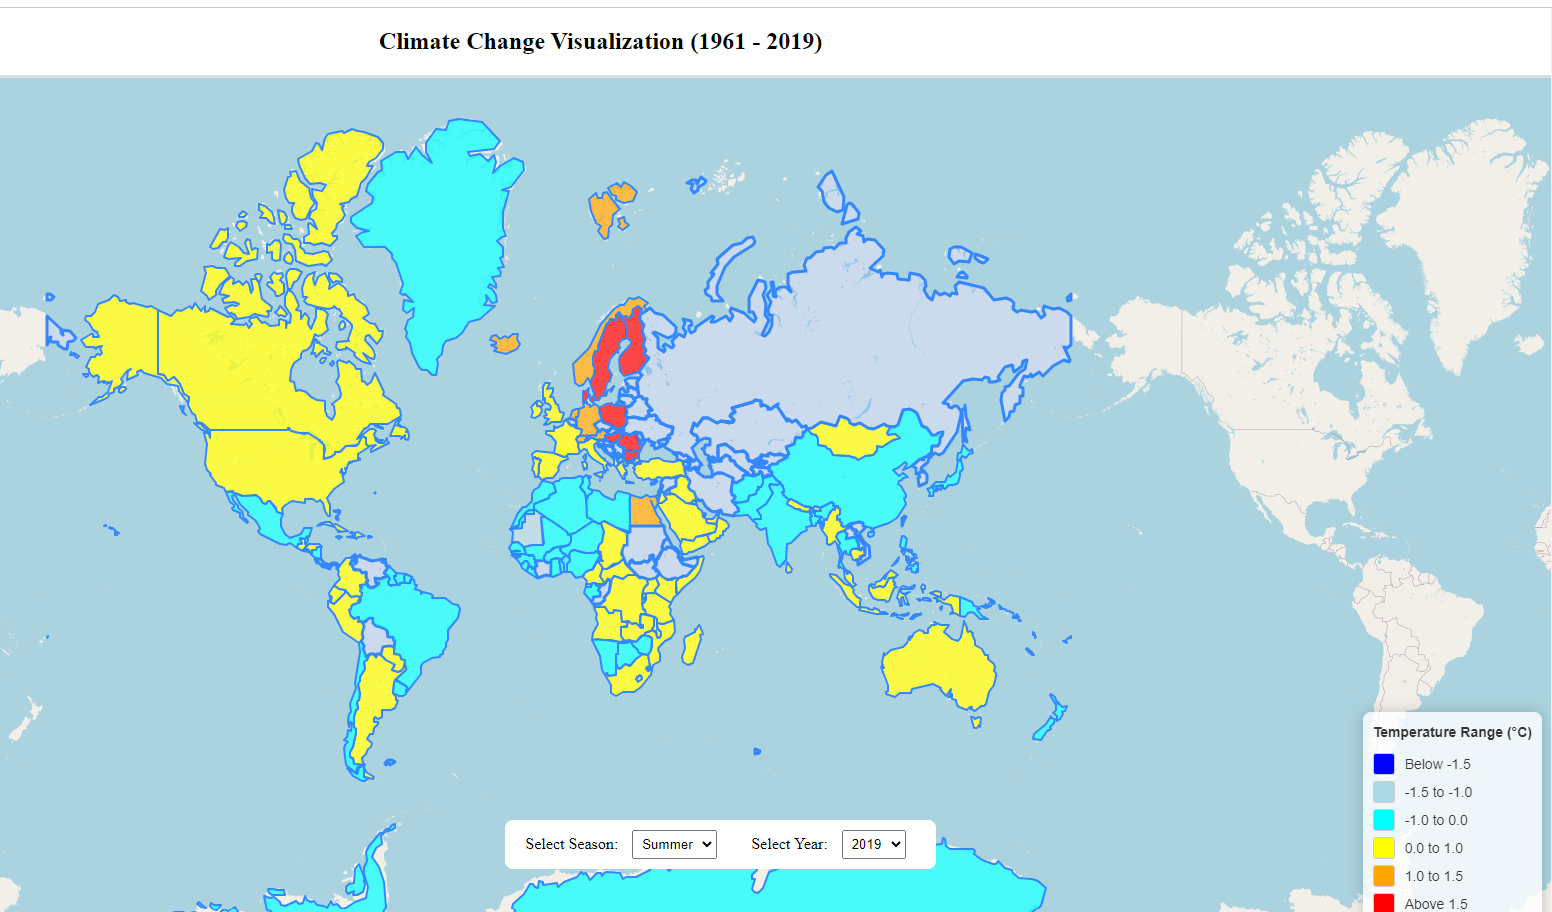 Climate Change Visualization (1961 - 2019)
Temperature Range (°C)
Below -1.5
-1.5 to -1.0
-1.0 to 0.0
0.0 to 1.0
1.0 to 1.5
Above 1.5
Select Season: Summer Select Year: 2019